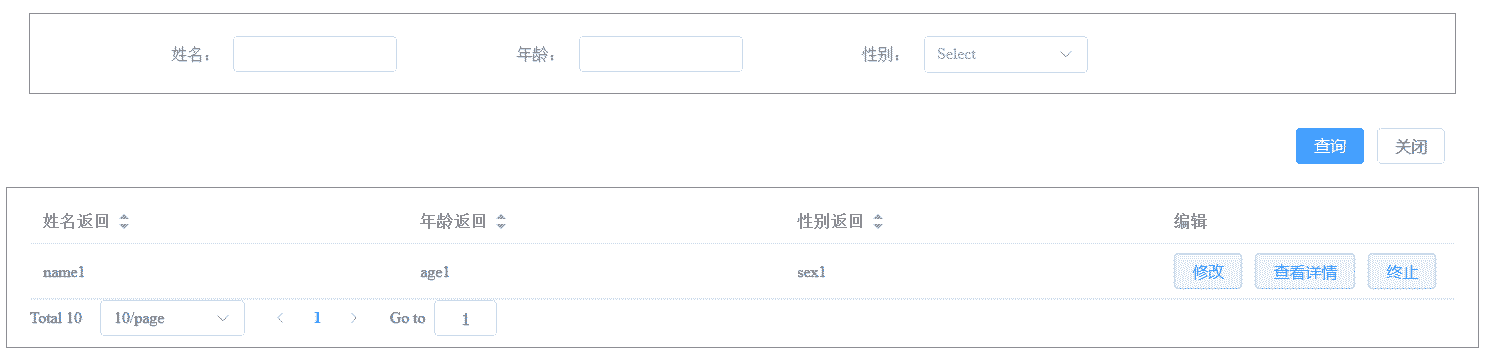 姓名： 年龄： 性别： Select
查询 关闭
姓名返回 年龄返回 性别返回 编辑
name1 age1 sex1 修改 查看详情 终止
Total 10 10/page 1 Go to 1